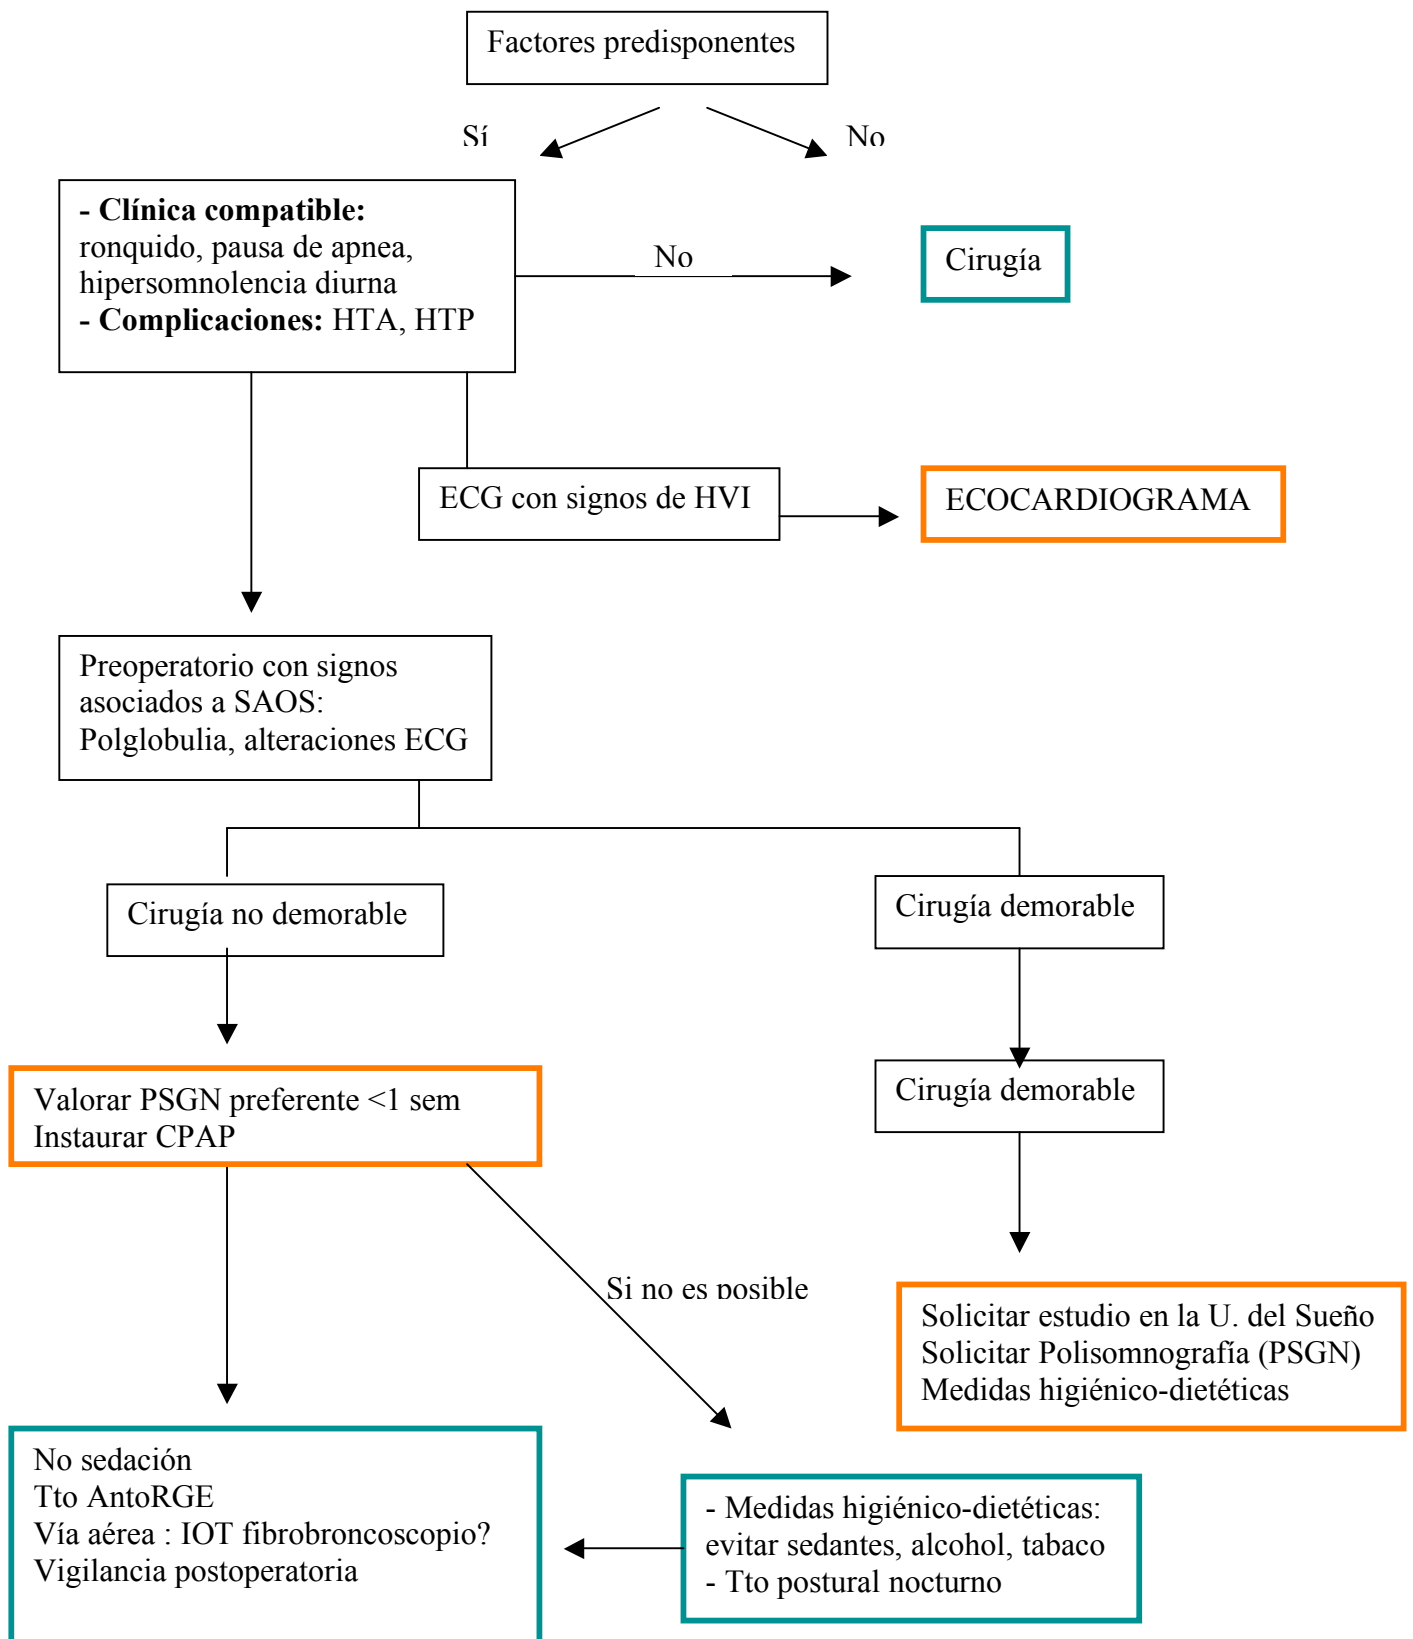 Factores predisponentes
Sí
No
- Clínica compatible:
ronquido, pausa de apnea,
hipersomnolencia diurna
- Complicaciones: HTA, HTP
No
Cirugía
ECG con signos de HVI
ECOCARDIOGRAMA
Preoperatorio con signos
asociados a SAOS:
Polglobulia, alteraciones ECG
Cirugía no demorable
Cirugía demorable
Valorar PSGN preferente <1 sem
Instaurar CPAP
Cirugía demorable
Si no es posible
Solicitar estudio en la U. del Sueño
Solicitar Polisomnografía (PSGN)
Medidas higiénico-dietéticas
No sedación
Tto AntoRGE
Vía aérea : IOT fibrobroncoscopio?
Vigilancia postoperatoria
- Medidas higiénico-dietéticas:
evitar sedantes, alcohol, tabaco
- Tto postural nocturno